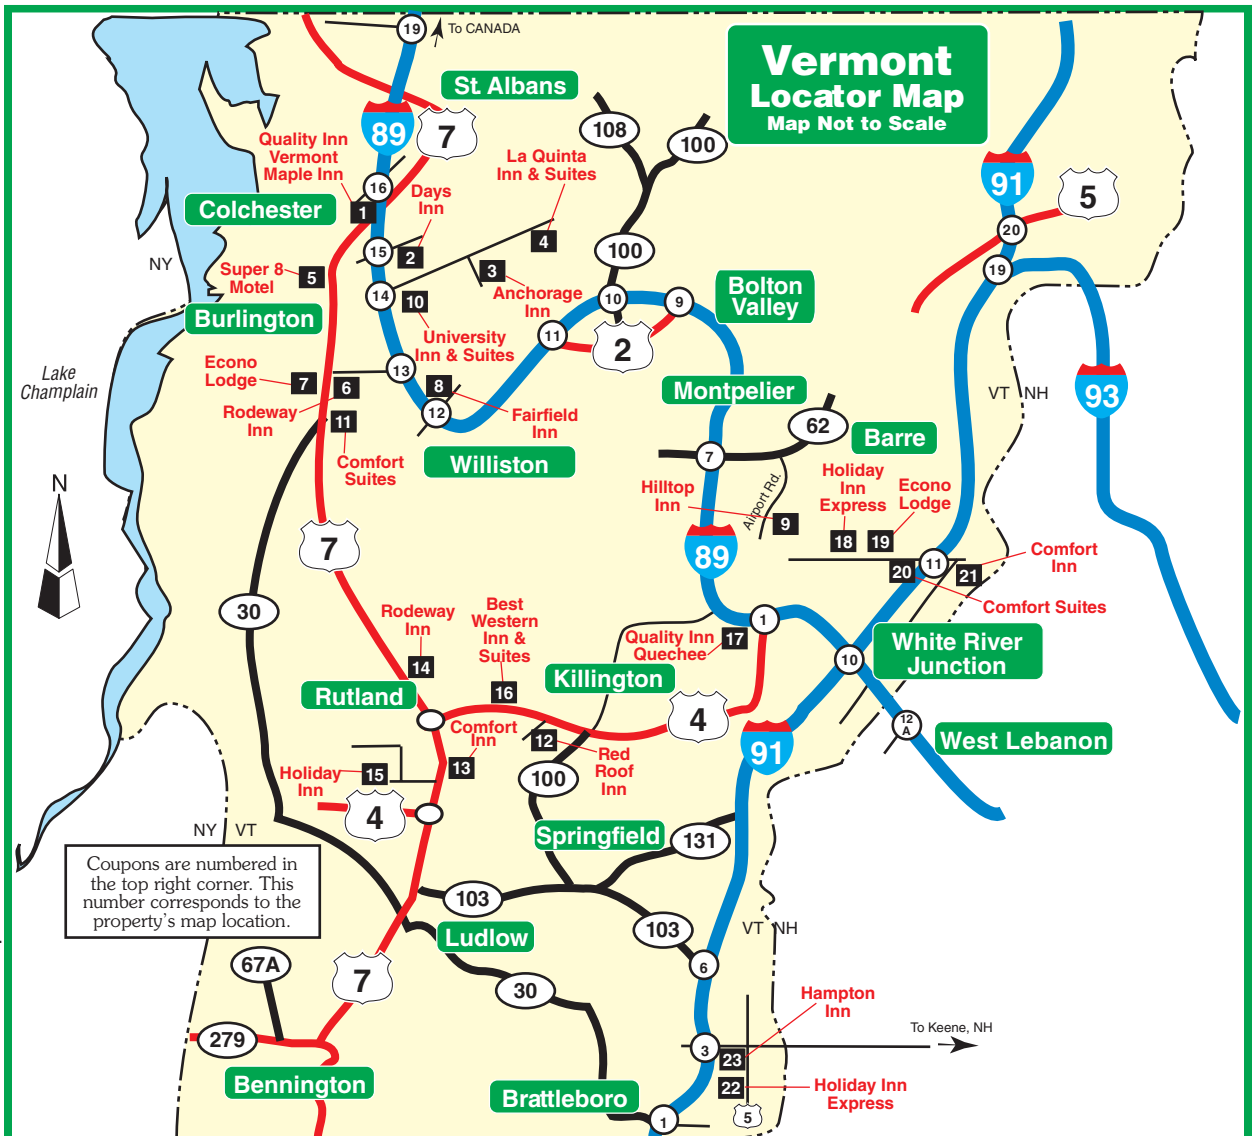 Vermont
Locator Map
Map Not to Scale
19
To CANADA
St. Albans
89
7
108
100
91
5
20
19
Quality Inn
Vermont
Maple Inn
16
La Quinta
Inn & Suites
Days
Inn
Colchester
1
15
2
4
100
NY
Super 8
Motel
5
14
3
Anchorage
Inn
10
10
9
Bolton
Valley
Burlington
University
Inn & Suites
11
2
Lake
Champlain
Econo
Lodge
7
13
6
8
12
Rodeway
Inn
11
Fairfield
Inn
Montpelier
VT
NH
93
62
Barre
Comfort
Suites
Williston
7
N
Hilltop
Inn
Airport Rd.
9
Holiday
Inn
Express
Econo
Lodge
18
19
7
89
20
11
21
Comfort
Inn
Comfort Suites
30
Rodeway
Inn
Best
Western
Inn &
Suites
Quality Inn
Quechee
17
1
White River
Junction
10
14
16
Killington
Rutland
4
12
A
West Lebanon
Comfort
Inn
12
13
Red
Roof
Inn
91
Holiday
Inn
15
100
4
NY
VT
Springfield
131
Coupons are numbered in
the top right corner. This
number corresponds to the
property's map location.
103
103
VT
NH
Ludlow
67A
7
30
6
Hampton
Inn
279
3
23
To Keene, NH
Bennington
22
Holiday Inn
Express
Brattleboro
1
5